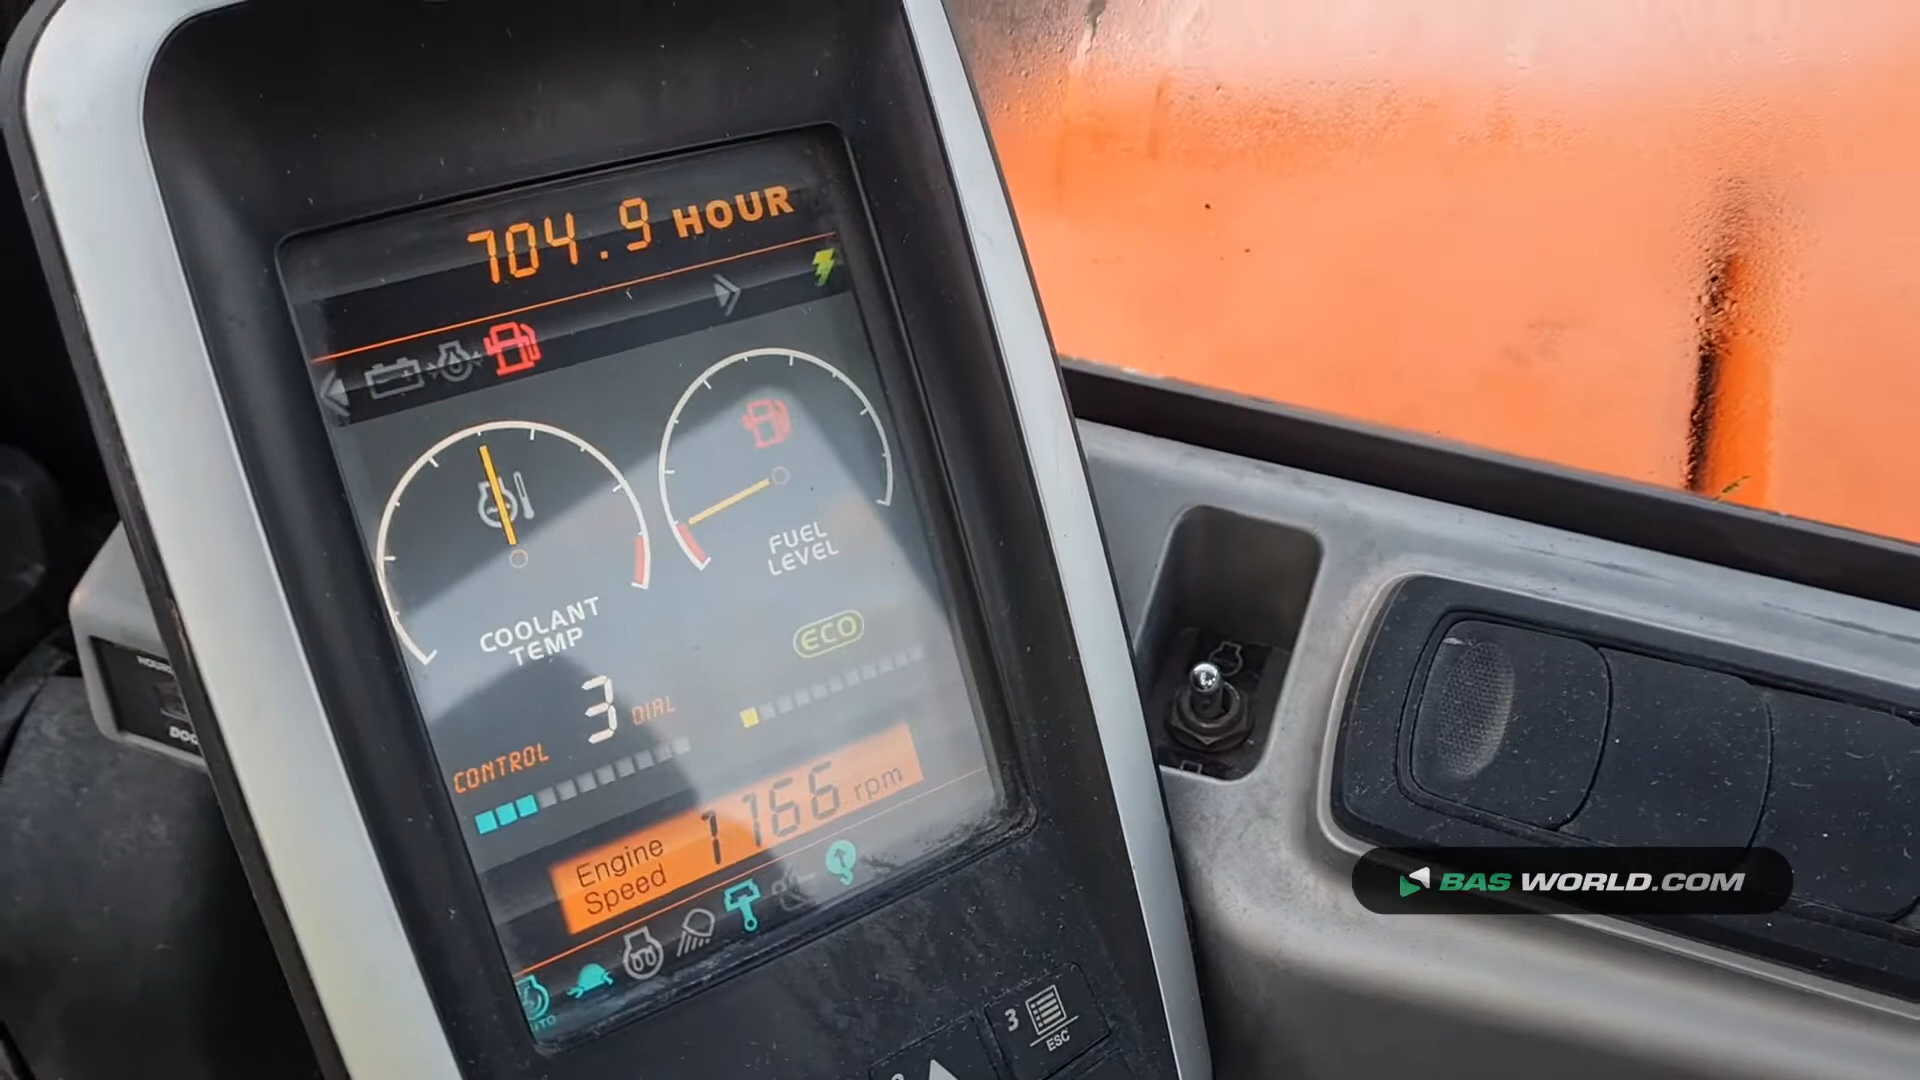 704.9 HOUR
COOLANT
TEMP
FUEL
LEVEL
ECO
3 DIAL
CONTROL
Engine
Speed
1166 rpm
3
ESC
BAS WORLD.COM